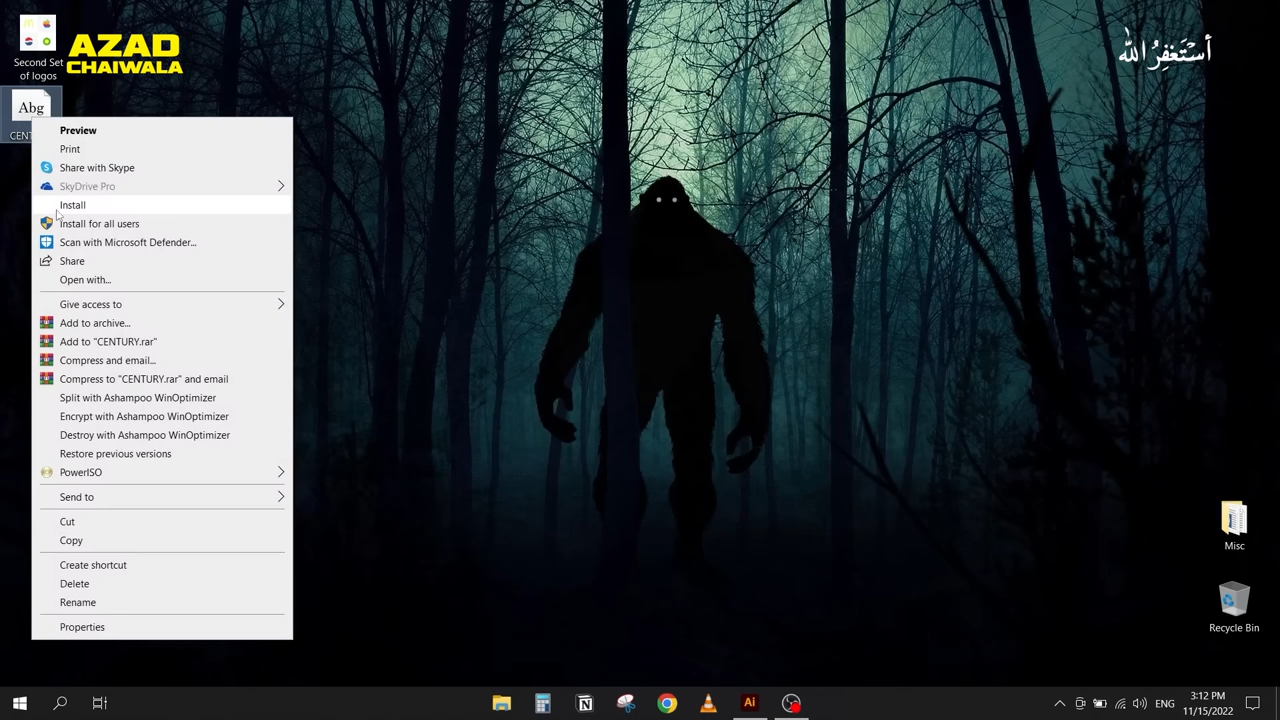 Second Set
of logos
AZAD
CHAIWALA
أستغفر الله
Abg
CENT
Preview
Print
Share with Skype
SkyDrive Pro
Install
Install for all users
Scan with Microsoft Defender...
Share
Open with...
Give access to
Add to archive...
Add to "CENTURY.rar"
Compress and email...
Compress to "CENTURY.rar" and email
Split with Ashampoo WinOptimizer
Encrypt with Ashampoo WinOptimizer
Destroy with Ashampoo WinOptimizer
Restore previous versions
PowerISO
Send to
Cut
Copy
Create shortcut
Delete
Rename
Properties
Misc
Recycle Bin
Ai
ENG
3:12 PM
11/15/2022